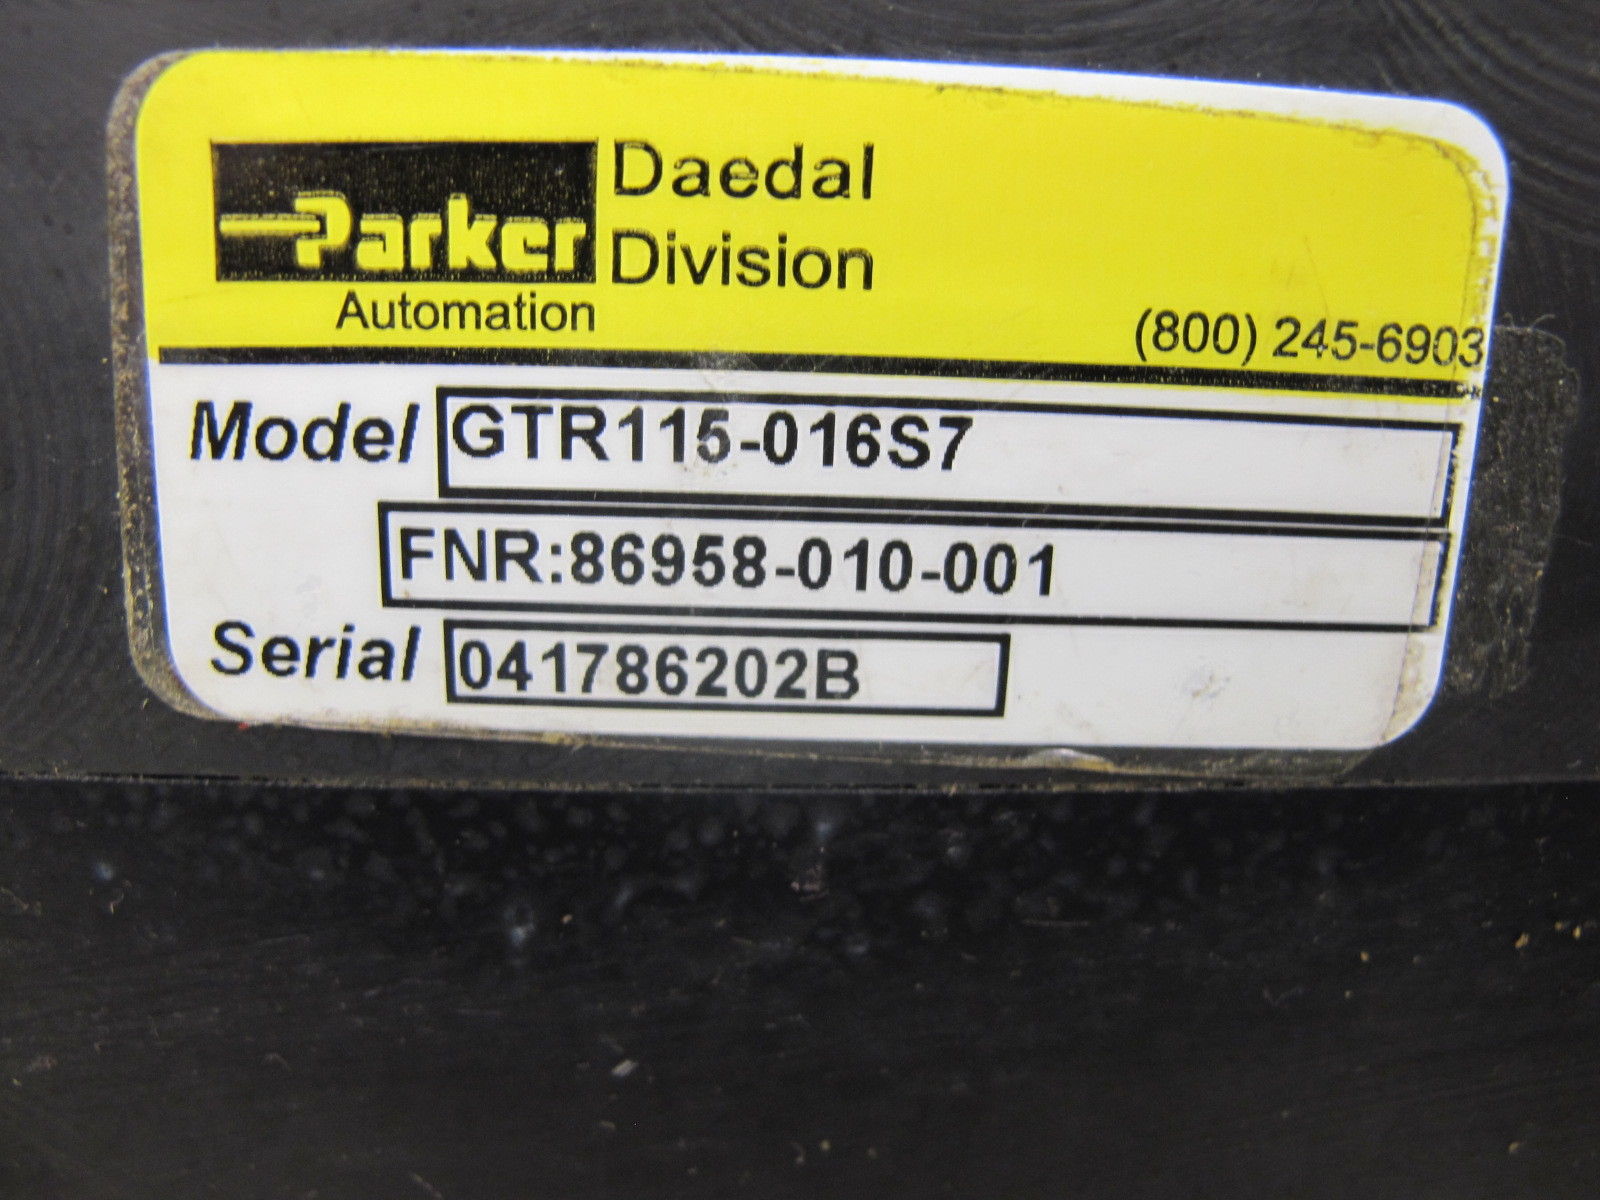 Parker
Automation
Daedal
Division
(800) 245-6903
Model GTR115-016S7
FNR:86958-010-001
Serial 041786202B